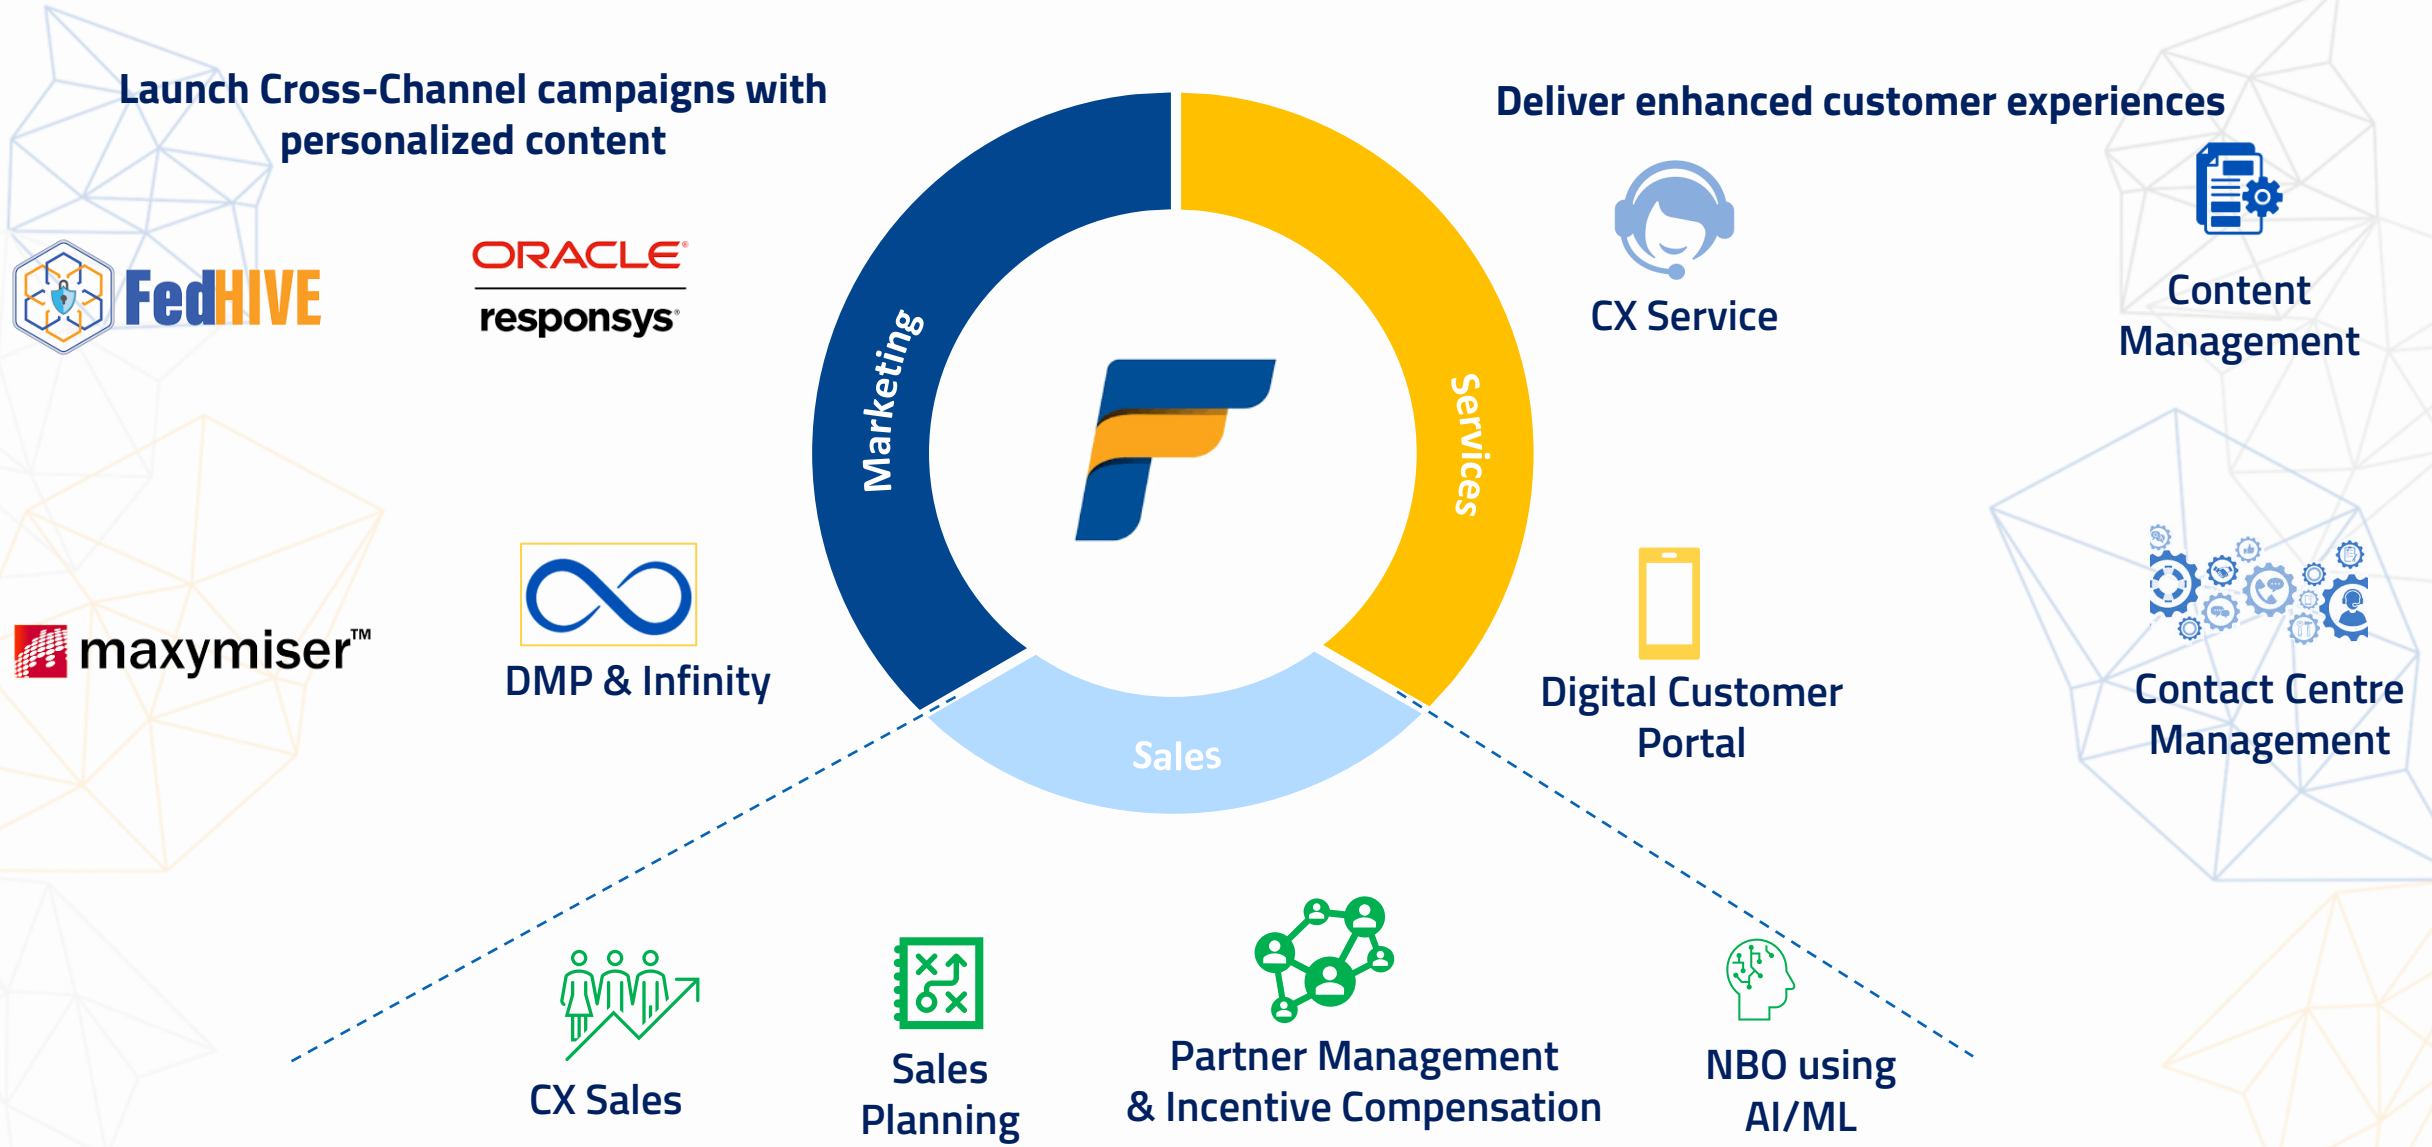 Launch Cross-Channel campaigns with
personalized content
Deliver enhanced customer experiences
FedHIVE
ORACLE®
responsys®
CX Service
Content
Management
Marketing
Services
maxymiser™
DMP & Infinity
Digital Customer
Portal
Contact Centre
Management
Sales
CX Sales
Sales
Planning
Partner Management
& Incentive Compensation
NBO using
AI/ML